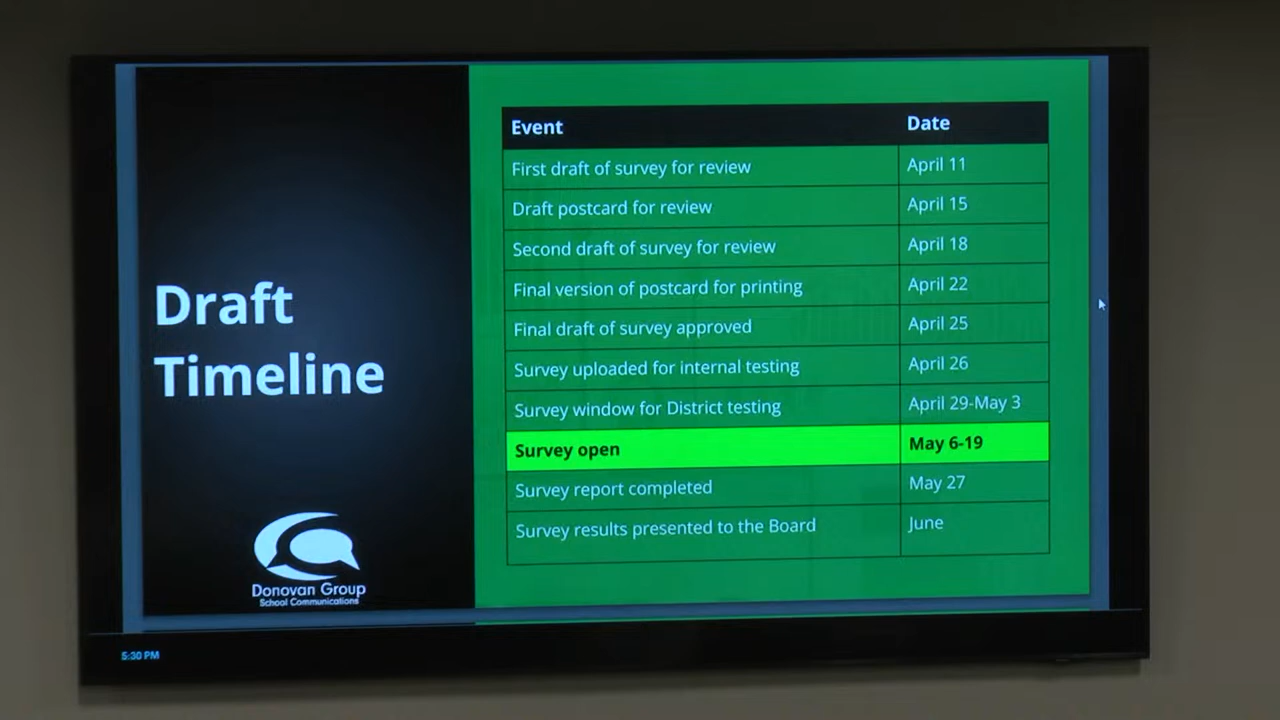 Draft
Timeline
Donovan Group
School Communications
Event Date
First draft of survey for review April 11
Draft postcard for review April 15
Second draft of survey for review April 18
Final version of postcard for printing April 22
Final draft of survey approved April 25
Survey uploaded for internal testing April 26
Survey window for District testing April 29-May 3
Survey open May 6-19
Survey report completed May 27
Survey results presented to the Board June
5:30 PM